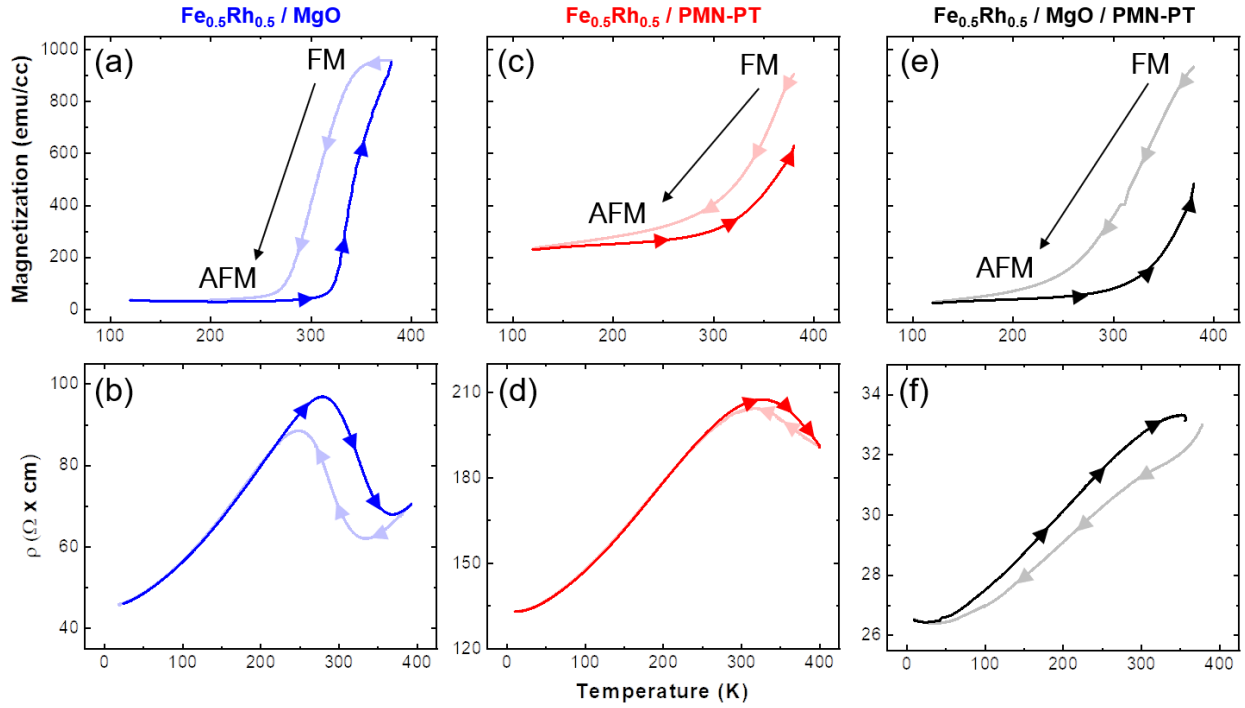 Fe0.5Rh0.5 / MgO
Fe0.5Rh0.5 / PMN-PT
Fe0.5Rh0.5 / MgO / PMN-PT
Magnetization (emu/cc)
1000
800
600
400
200
0
(a)
FM
AFM
100 200 300 400
(c)
FM
AFM
100 200 300 400
(e)
FM
AFM
100 200 300 400
ρ (Ω x cm)
100
80
60
40
(b)
0 100 200 300 400
210
180
150
120
(d)
0 100 200 300 400
34
32
30
28
26
(f)
0 100 200 300 400
Temperature (K)